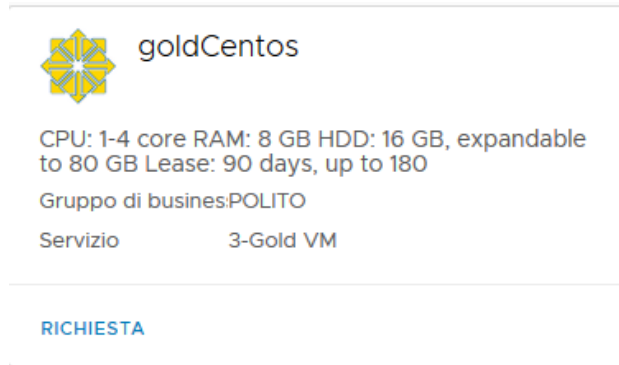 goldCentos
CPU: 1-4 core RAM: 8 GB HDD: 16 GB, expandable
to 80 GB Lease: 90 days, up to 180
Gruppo di busines:POLITO
Servizio 3-Gold VM
RICHIESTA